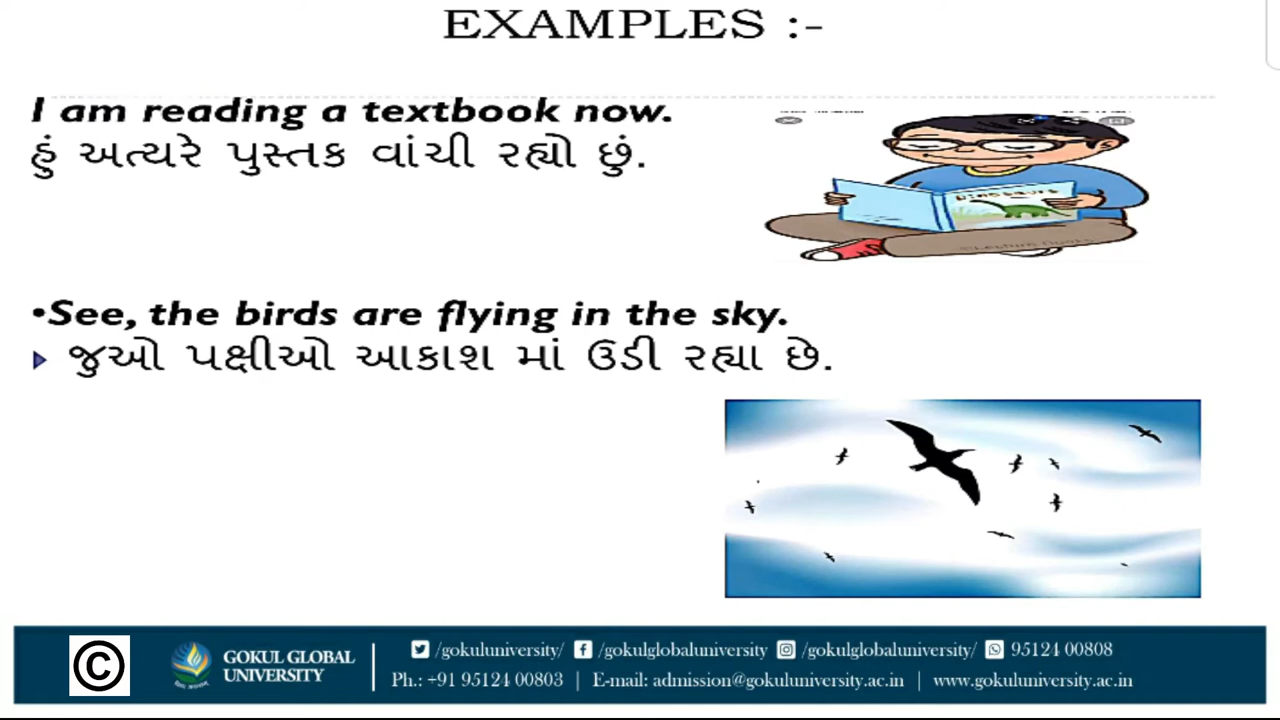 EXAMPLES :-
I am reading a textbook now.
હું અત્યારે પુસ્તક વાંચી રહ્યો છું.
Dinosaurs
•See, the birds are flying in the sky.
જુઓ પક્ષીઓ આકાશ માં ઉડી રહ્યા છે.
©
GOKUL GLOBAL
UNIVERSITY
/gokuluniversity/ /gokulglobaluniversity /gokulglobaluniversity/ 95124 00808
Ph.: +91 95124 00803 | E-mail: admission@gokuluniversity.ac.in | www.gokuluniversity.ac.in